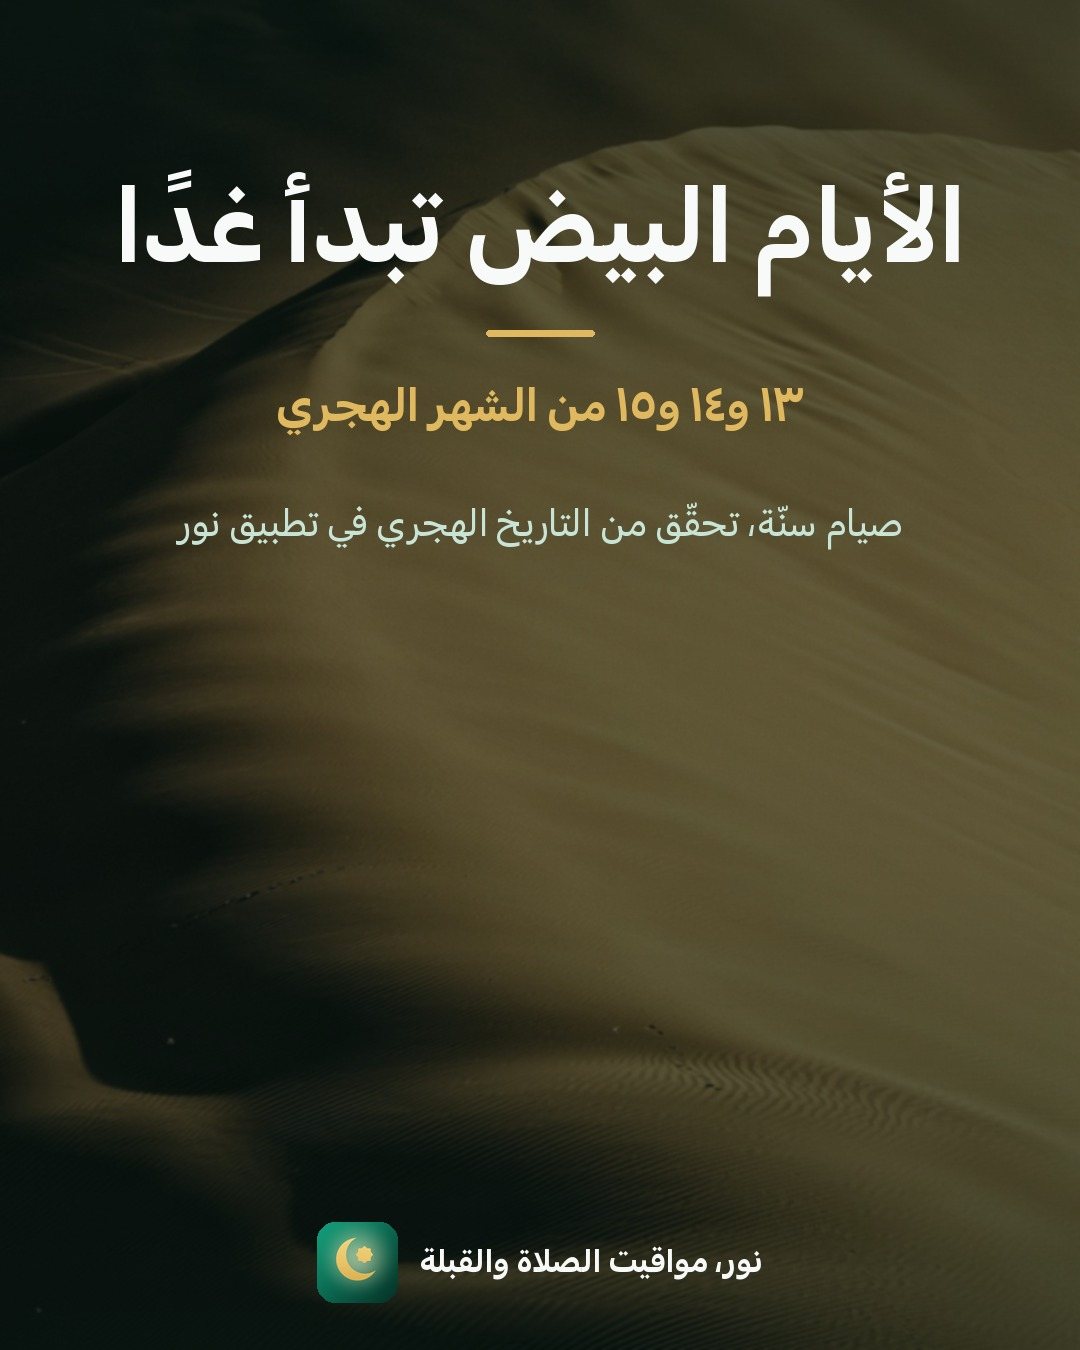 الأيام البيض تبدأ غدًا
١٣ و١٤ و١٥ من الشهر الهجري
صيام سنّة، تحقّق من التاريخ الهجري في تطبيق نور
نور، مواقيت الصلاة والقبلة